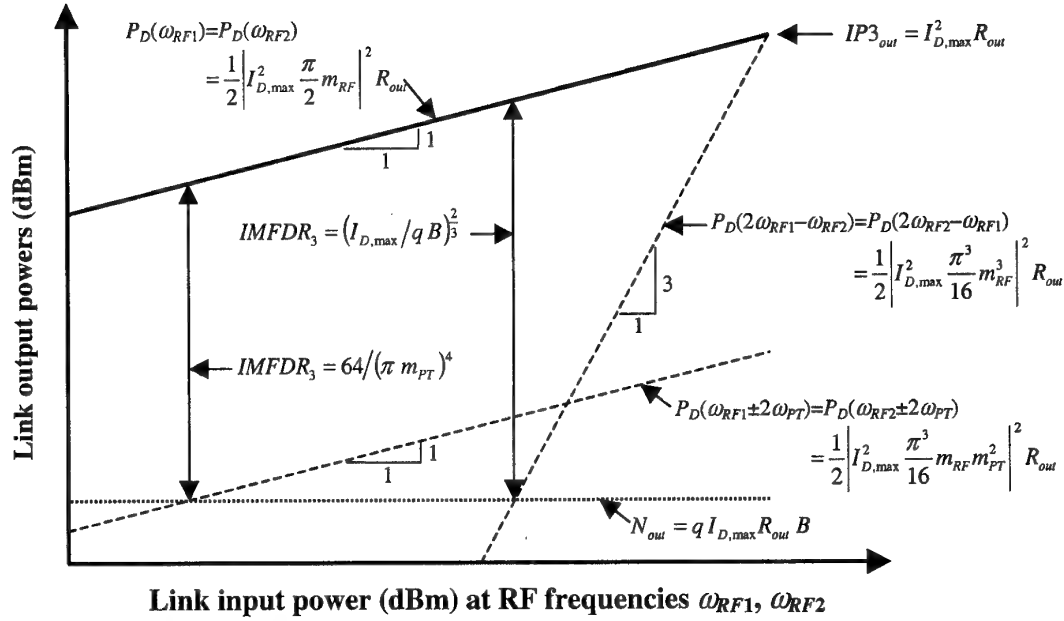 P_D(ω_RF1)=P_D(ω_RF2)
= 1/2 |I²_D,max π/2 m_RF|² R_out
IP3_out = I²_D,max R_out
1
1
IMFDR₃ = (I_D,max/q B)^(2/3)
P_D(2ω_RF1−ω_RF2)=P_D(2ω_RF2−ω_RF1)
= 1/2 |I²_D,max π³/16 m³_RF|² R_out
3
1
IMFDR₃ = 64/(π m_PT)⁴
P_D(ω_RF1±2ω_PT)=P_D(ω_RF2±2ω_PT)
= 1/2 |I²_D,max π³/16 m_RF m²_PT|² R_out
1
1
N_out = q I_D,max R_out B
Link output powers (dBm)
Link input power (dBm) at RF frequencies ω_RF1, ω_RF2